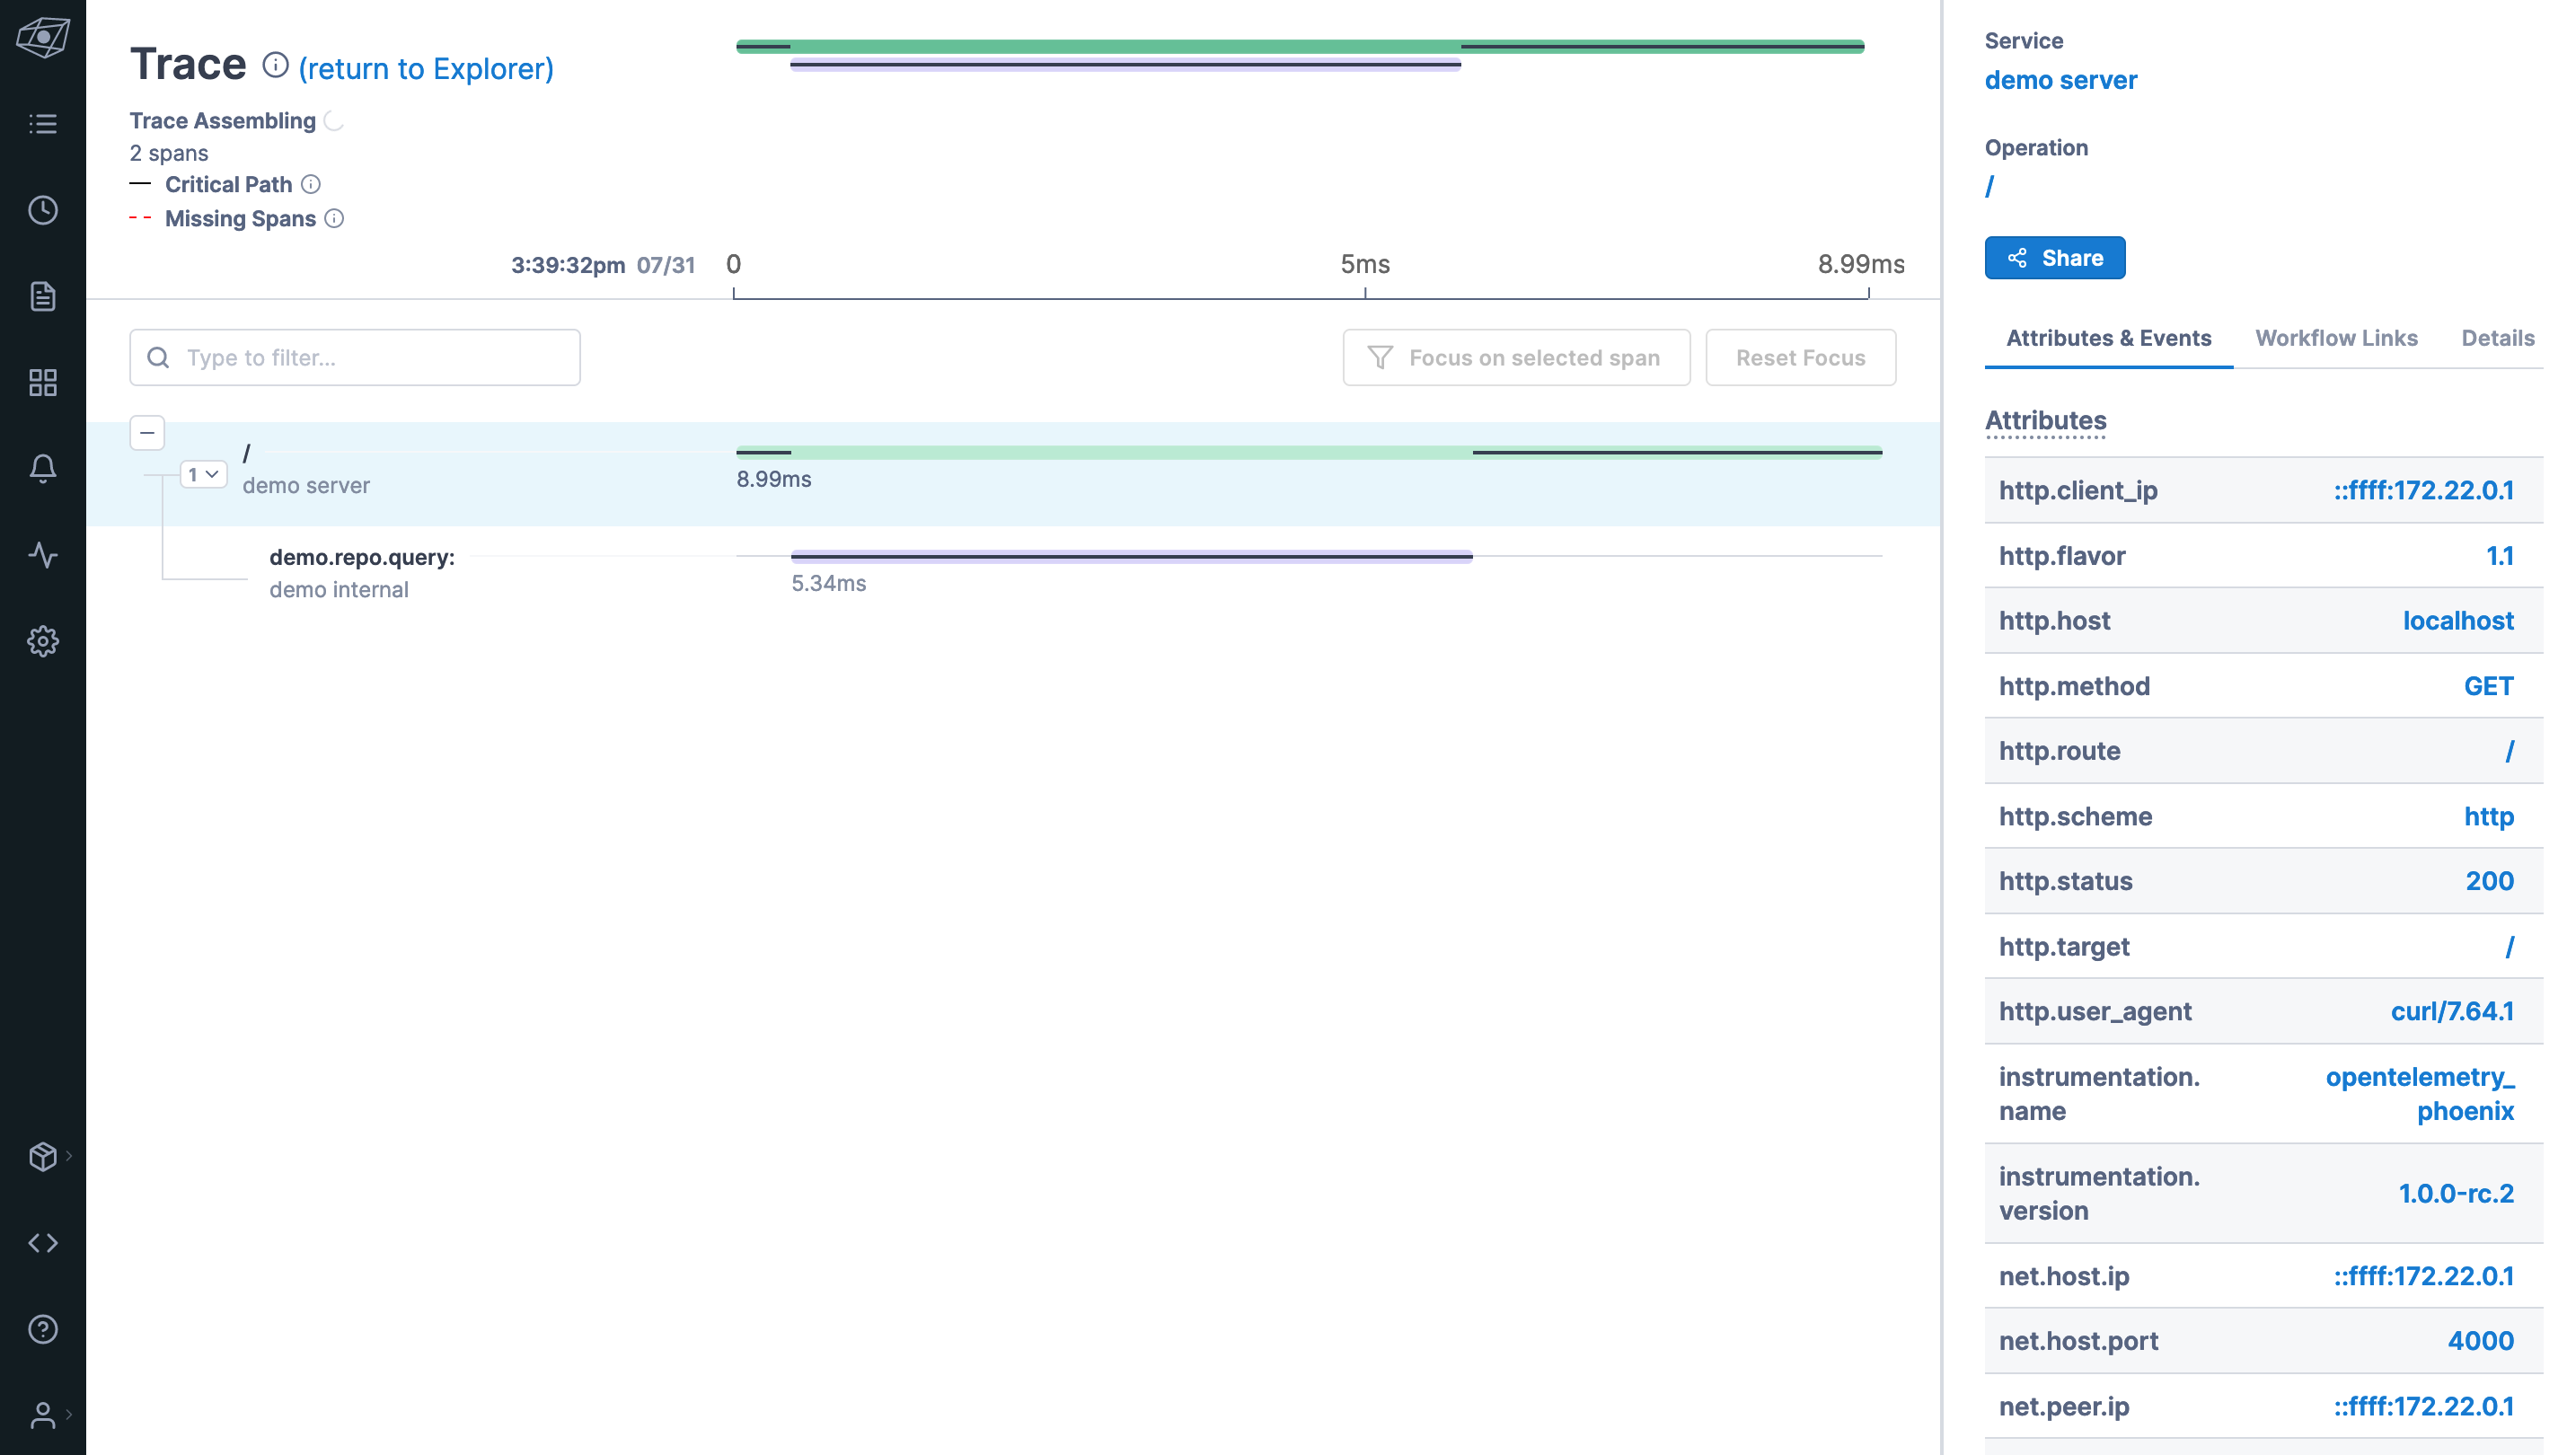 Trace (return to Explorer)
Trace Assembling
2 spans
Critical Path
Missing Spans
3:39:32pm 07/31
0 5ms 8.99ms
Type to filter...
Focus on selected span
Reset Focus
/
1
demo server
8.99ms
demo.repo.query:
demo internal
5.34ms
Service
demo server
Operation
/
Share
Attributes & Events Workflow Links Details
Attributes
http.client_ip ::ffff:172.22.0.1
http.flavor 1.1
http.host localhost
http.method GET
http.route /
http.scheme http
http.status 200
http.target /
http.user_agent curl/7.64.1
instrumentation. opentelemetry_
name phoenix
instrumentation.
version 1.0.0-rc.2
net.host.ip ::ffff:172.22.0.1
net.host.port 4000
net.peer.ip ::ffff:172.22.0.1